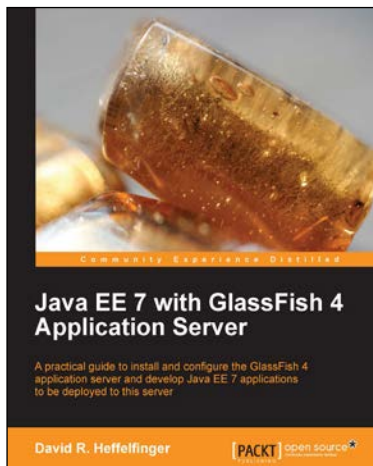 Community Experience Distilled
Java EE 7 with GlassFish 4
Application Server
A practical guide to install and configure the GlassFish 4
application server and develop Java EE 7 applications
to be deployed to this server
David R. Heffelfinger
[PACKT] open source*
PUBLISHING